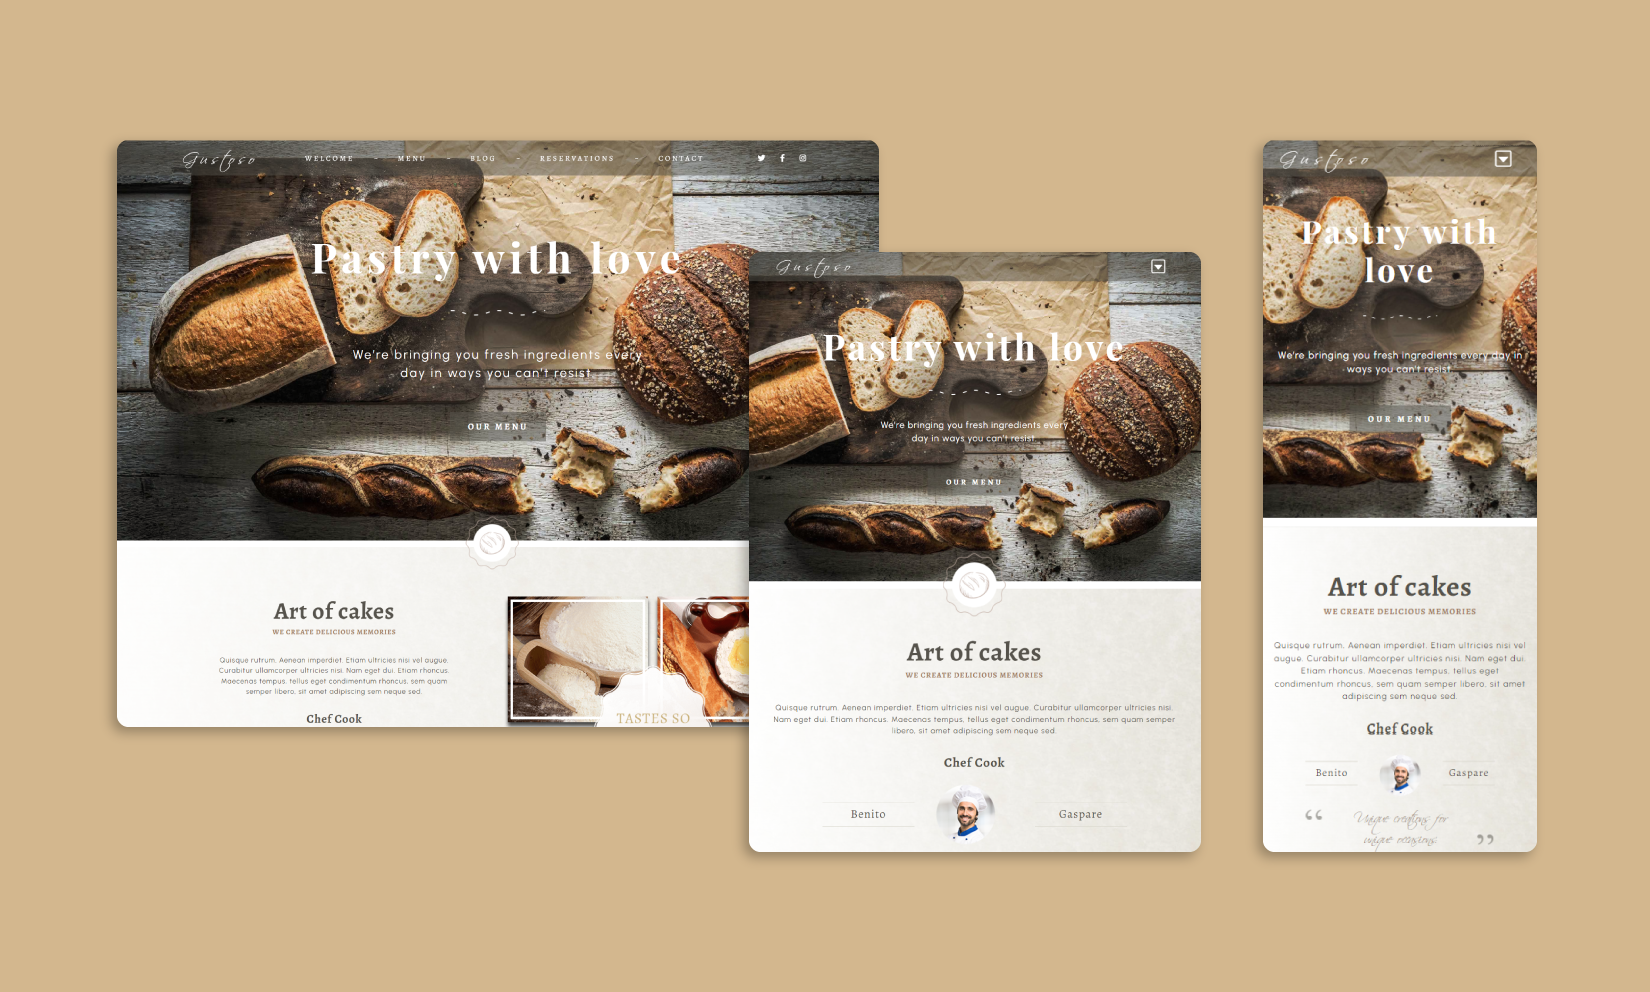 Gustoso
WELCOME - MENU - BLOG - RESERVATIONS - CONTACT
Pastry with love
We're bringing you fresh ingredients every
day in ways you can't resist.
OUR MENU
Art of cakes
WE CREATE DELICIOUS MEMORIES
Quisque rutrum. Aenean imperdiet. Etiam ultricies nisi vel augue.
Curabitur ullamcorper ultricies nisi. Nam eget dui. Etiam rhoncus.
Maecenas tempus, tellus eget condimentum rhoncus, sem quam
semper libero, sit amet adipiscing sem neque sed.
Chef Cook
TASTES SO
Gustoso
Pastry with love
We're bringing you fresh ingredients every
day in ways you can't resist.
OUR MENU
Art of cakes
WE CREATE DELICIOUS MEMORIES
Quisque rutrum. Aenean imperdiet. Etiam ultricies nisi vel augue. Curabitur ullamcorper ultricies nisi.
Nam eget dui. Etiam rhoncus. Maecenas tempus, tellus eget condimentum rhoncus, sem quam semper
libero, sit amet adipiscing sem neque sed.
Chef Cook
Benito
Gaspare
Gustoso
Pastry with
love
We're bringing you fresh ingredients every day in
ways you can't resist.
OUR MENU
Art of cakes
WE CREATE DELICIOUS MEMORIES
Quisque rutrum. Aenean imperdiet. Etiam ultricies nisi vel
augue. Curabitur ullamcorper ultricies nisi. Nam eget dui.
Etiam rhoncus. Maecenas tempus, tellus eget
condimentum rhoncus, sem quam semper libero, sit amet
adipiscing sem neque sed.
Chef Cook
Benito
Gaspare
“ Unique creations for
unique occasions. ”